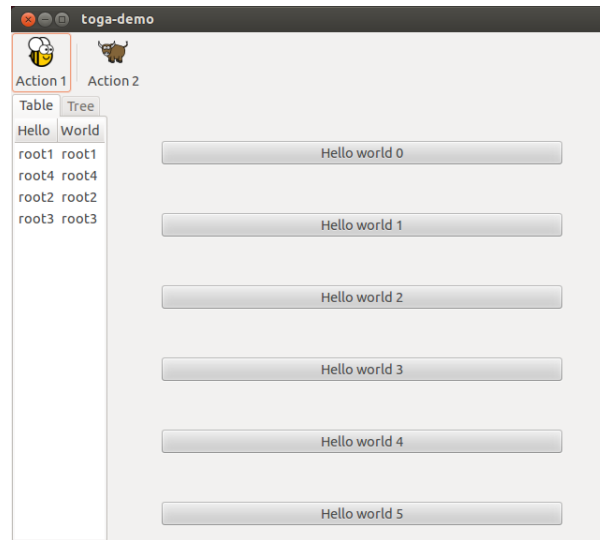 toga-demo
Action 1 Action 2
Table Tree
Hello World
root1 root1
root4 root4
root2 root2
root3 root3
Hello world 0
Hello world 1
Hello world 2
Hello world 3
Hello world 4
Hello world 5